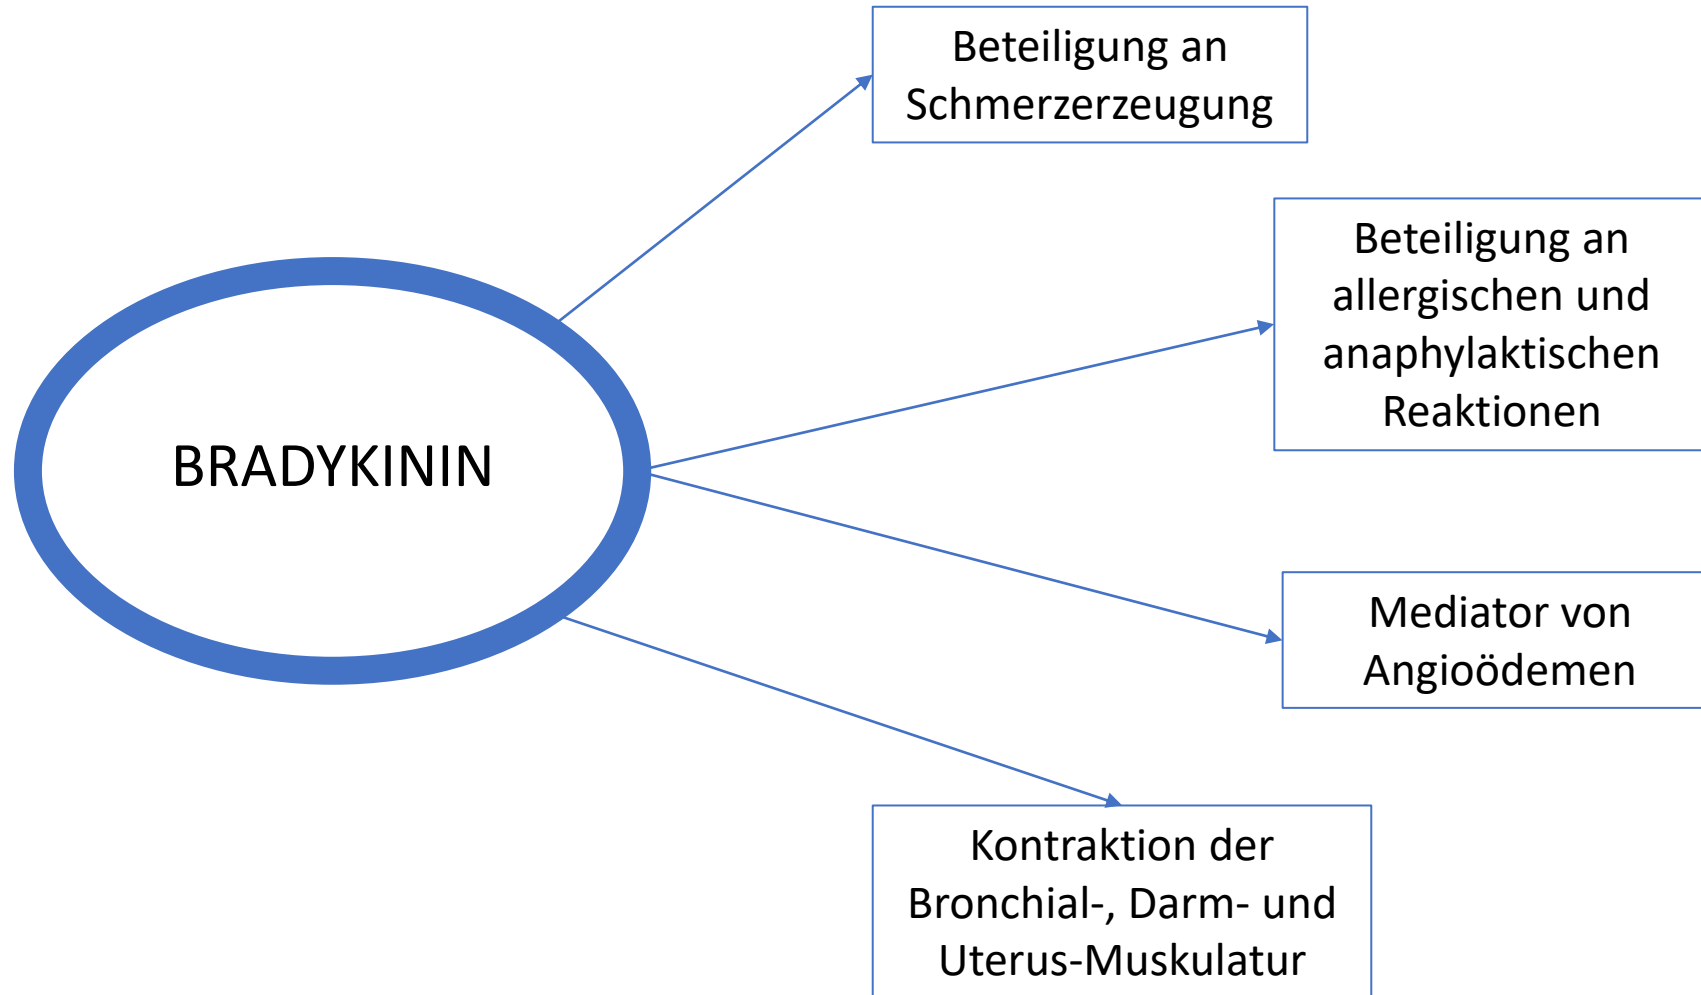 Beteiligung an
Schmerzerzeugung
Beteiligung an
allergischen und
anaphylaktischen
Reaktionen
BRADYKININ
Mediator von
Angioödemen
Kontraktion der
Bronchial-, Darm- und
Uterus-Muskulatur